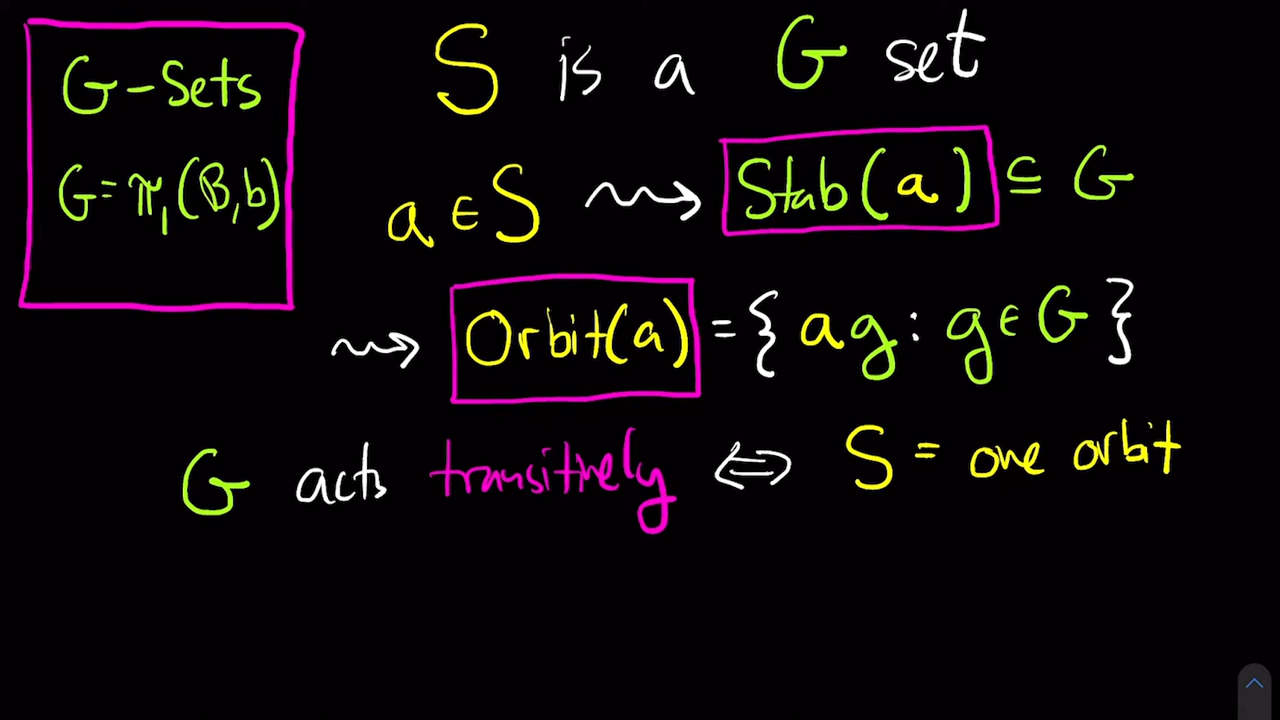 G-Sets
G = π₁(B,b)
S is a G set
a ∈ S ⇝ Stab(a) ⊆ G
⇝ Orbit(a) = { ag : g ∈ G }
G acts transitively ⇔ S = one orbit